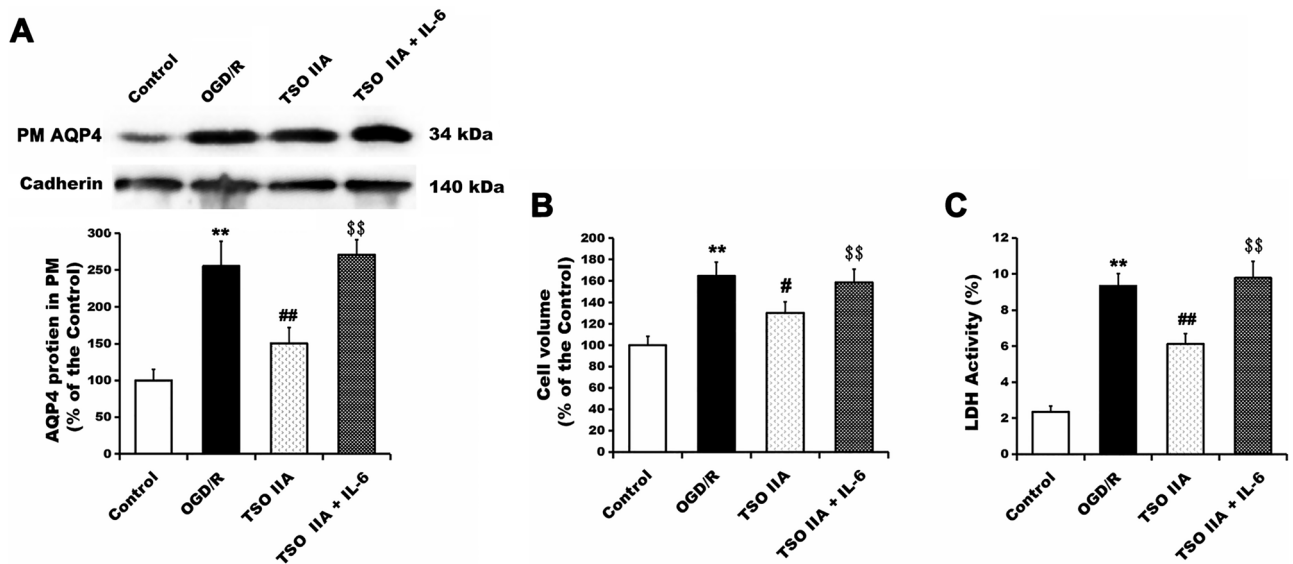 A
Control
OGD/R
TSO IIA
TSO IIA + IL-6
PM AQP4
34 kDa
Cadherin
140 kDa
AQP4 protien in PM
(% of the Control)
300
250
200
150
100
50
0
**
##
$$
Control
OGD/R
TSO IIA
TSO IIA + IL-6
B
Cell volume
(% of the Control)
200
180
160
140
120
100
80
60
40
20
0
**
#
$$
Control
OGD/R
TSO IIA
TSO IIA + IL-6
C
LDH Activity (%)
12
10
8
6
4
2
0
**
##
$$
Control
OGD/R
TSO IIA
TSO IIA + IL-6